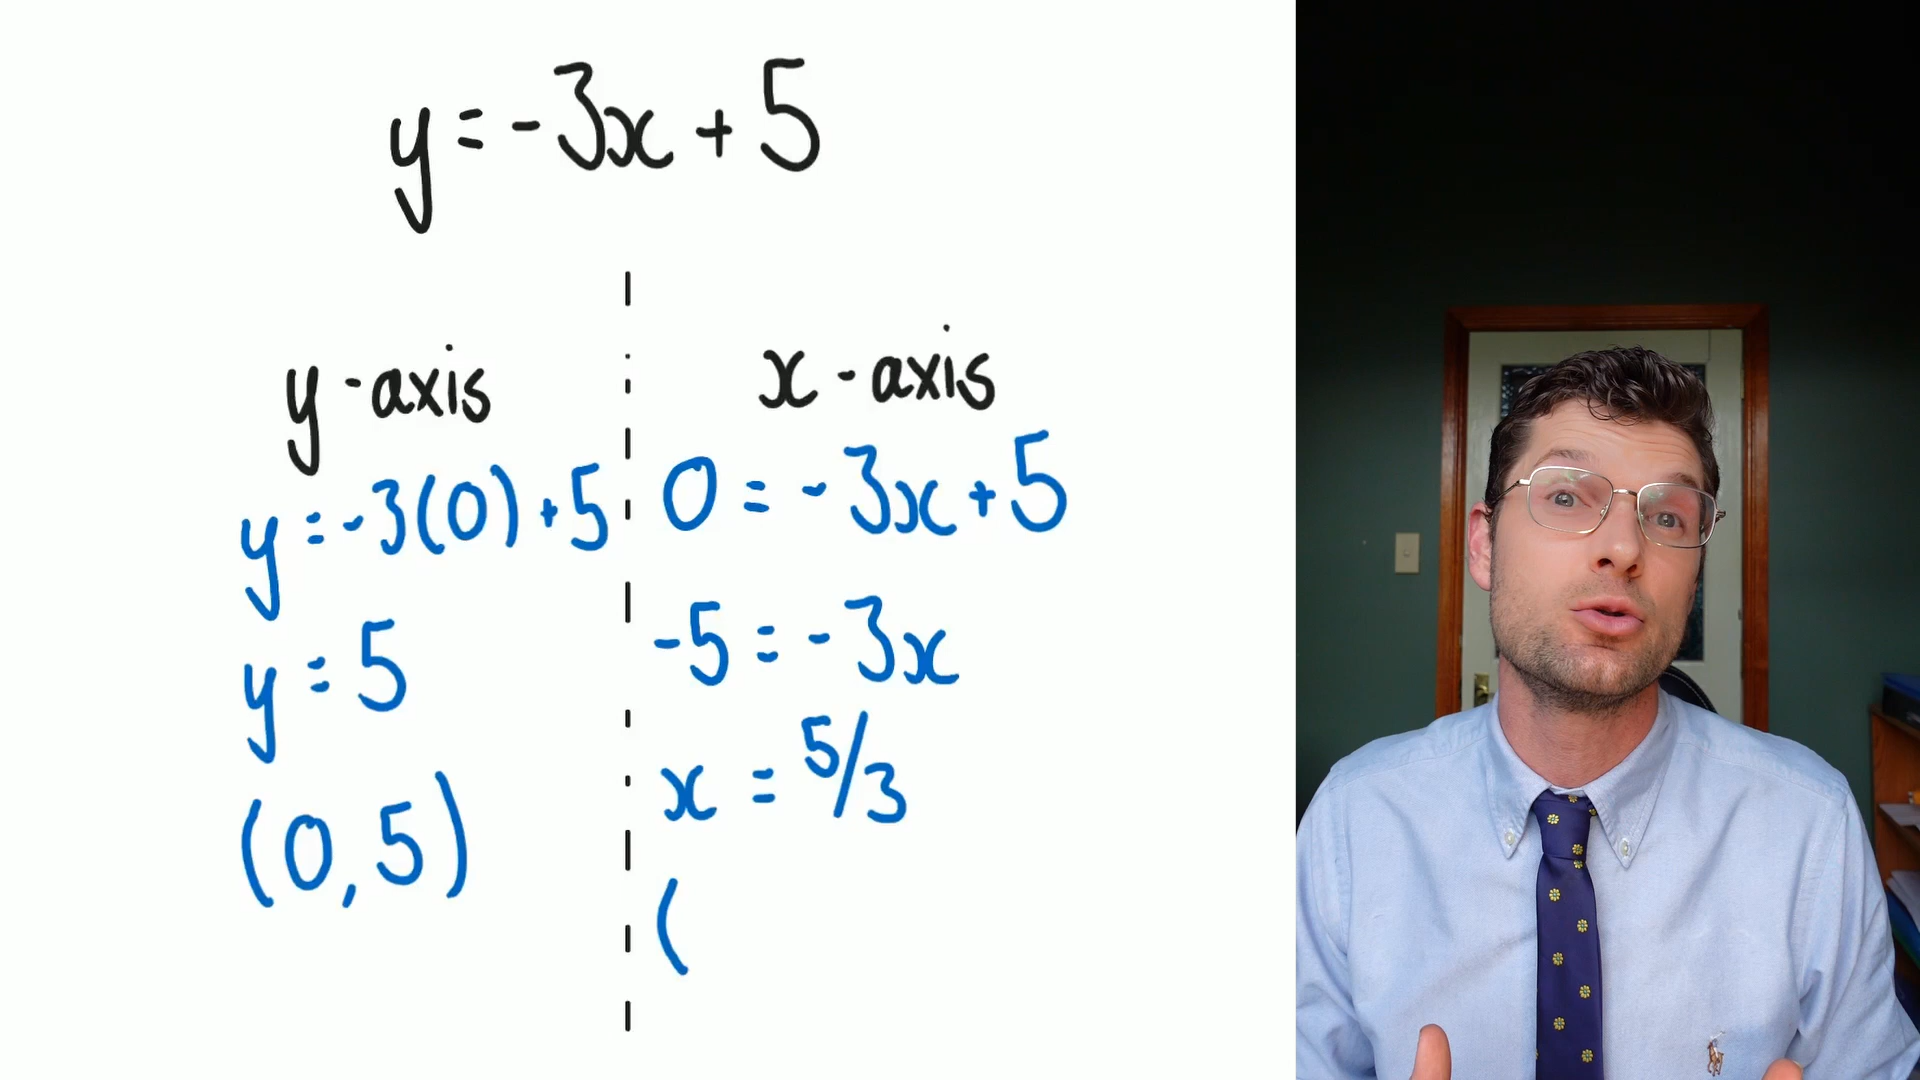 y = -3x + 5
y-axis
y = -3(0) + 5
y = 5
(0, 5)
x-axis
0 = -3x + 5
-5 = -3x
x = 5/3
(